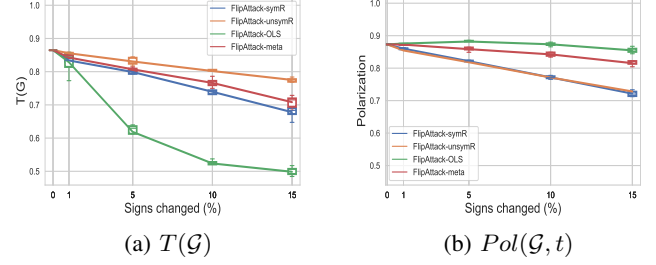 1.0
0.9
0.8
0.7
0.6
0.5
T(G)
FlipAttack-symR
FlipAttack-unsymR
FlipAttack-OLS
FlipAttack-meta
0 1 5 10 15
Signs changed (%)
(a) T(𝒢)
1.0
0.9
0.8
0.7
0.6
0.5
Polarization
FlipAttack-symR
FlipAttack-unsymR
FlipAttack-OLS
FlipAttack-meta
0 1 5 10 15
Signs changed (%)
(b) Pol(𝒢, t)